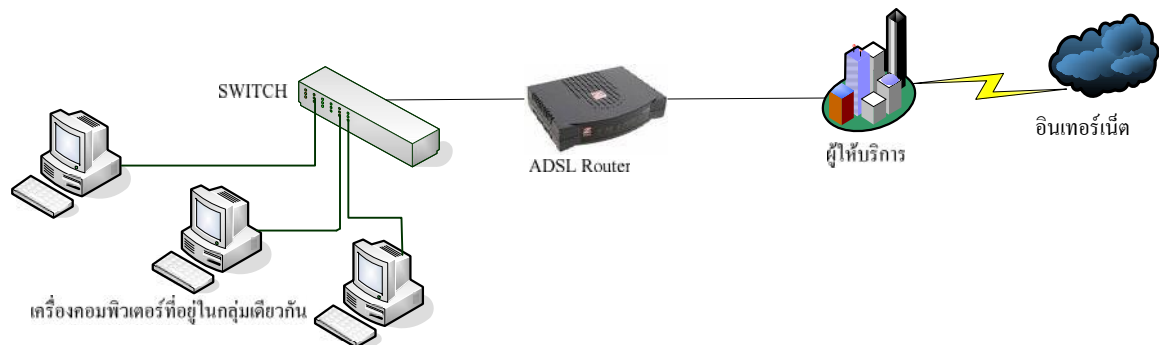 SWITCH
ADSL Router
ผู้ให้บริการ
อินเทอร์เน็ต
เครื่องคอมพิวเตอร์ที่อยู่ในกลุ่มเดียวกัน